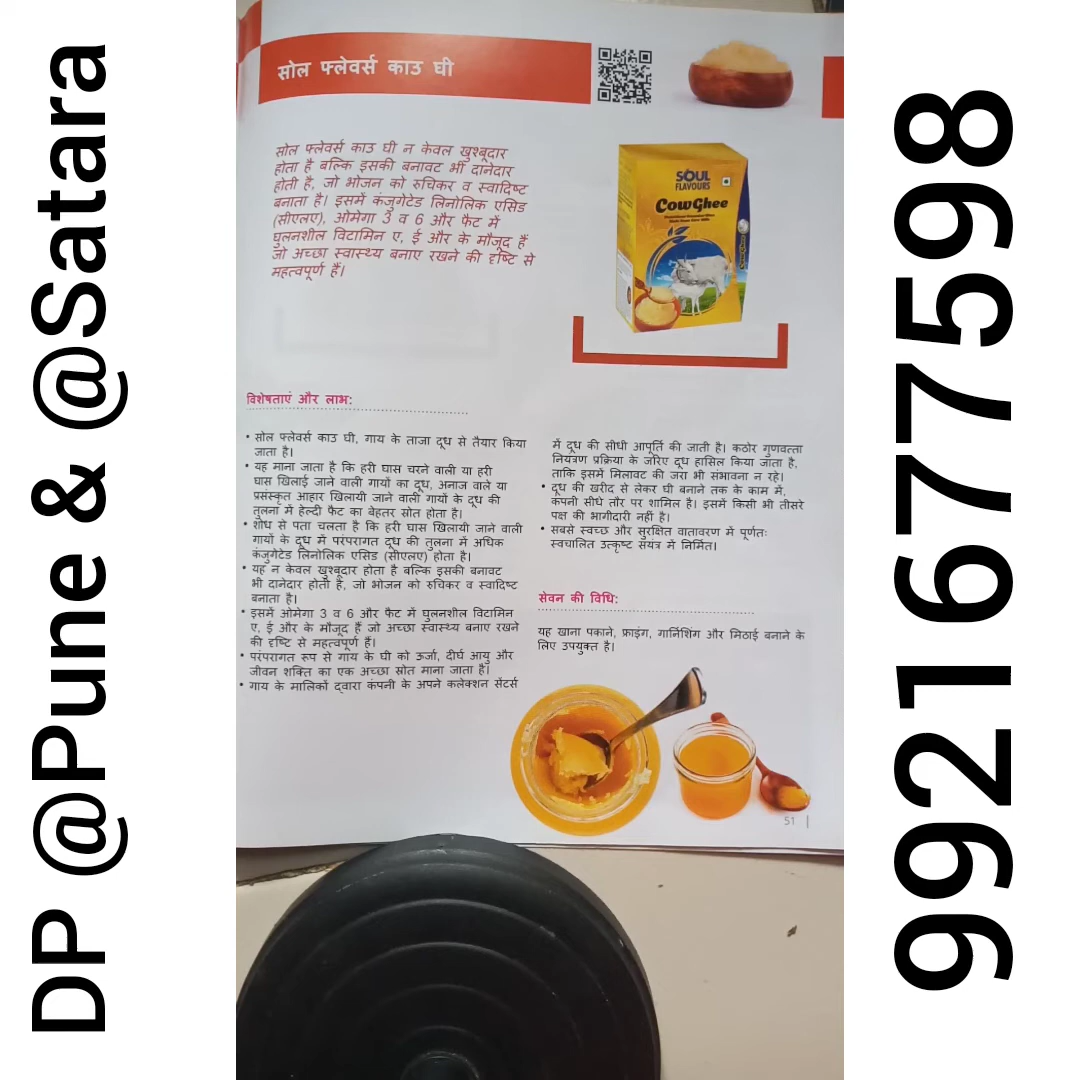 DP @Pune & @Satara
सोल फ्लेवर्स काउ घी
सोल फ्लेवर्स काउ घी न केवल खुश्बूदार
होता है बल्कि इसकी बनावट भी दानेदार
होती है, जो भोजन को रुचिकर व स्वादिष्ट
बनाता है। इसमें कंजुगेटेड लिनोलिक एसिड
(सीएलए), ओमेगा 3 व 6 और फैट में
घुलनशील विटामिन ए, ई और के मौजूद हैं
जो अच्छा स्वास्थ्य बनाए रखने की दृष्टि से
महत्वपूर्ण हैं।
SOUL
FLAVOURS
CowGhee
विशेषताएं और लाभ:
• सोल फ्लेवर्स काउ घी, गाय के ताजा दूध से तैयार किया
जाता है।
• यह माना जाता है कि हरी घास चरने वाली या हरी
घास खिलाई जाने वाली गायों का दूध, अनाज वाले या
प्रसंस्कृत आहार खिलायी जाने वाली गायों के दूध की
तुलना में हेल्दी फैट का बेहतर स्रोत होता है।
• शोध से पता चलता है कि हरी घास खिलायी जाने वाली
गायों के दूध में परंपरागत दूध की तुलना में अधिक
कंजुगेटेड लिनोलिक एसिड (सीएलए) होता है।
• यह न केवल खुश्बूदार होता है बल्कि इसकी बनावट
भी दानेदार होती है, जो भोजन को रुचिकर व स्वादिष्ट
बनाता है।
• इसमें ओमेगा 3 व 6 और फैट में घुलनशील विटामिन
ए, ई और के मौजूद हैं जो अच्छा स्वास्थ्य बनाए रखने
की दृष्टि से महत्वपूर्ण हैं।
• परंपरागत रूप से गाय के घी को ऊर्जा, दीर्घ आयु और
जीवन शक्ति का एक अच्छा स्रोत माना जाता है।
• गाय के मालिकों द्वारा कंपनी के अपने कलेक्शन सेंटर्स
में दूध की सीधी आपूर्ति की जाती है। कठोर गुणवत्ता
नियंत्रण प्रक्रिया के जरिए दूध हासिल किया जाता है,
ताकि इसमें मिलावट की जरा भी संभावना न रहे।
• दूध की खरीद से लेकर घी बनाने तक के काम में,
कंपनी सीधे तौर पर शामिल है। इसमें किसी भी तीसरे
पक्ष की भागीदारी नहीं है।
• सबसे स्वच्छ और सुरक्षित वातावरण में पूर्णतः
स्वचालित उत्कृष्ट संयंत्र में निर्मित।
सेवन की विधि:
यह खाना पकाने, फ्राइंग, गार्निशिंग और मिठाई बनाने के
लिए उपयुक्त है।
51
9921677598